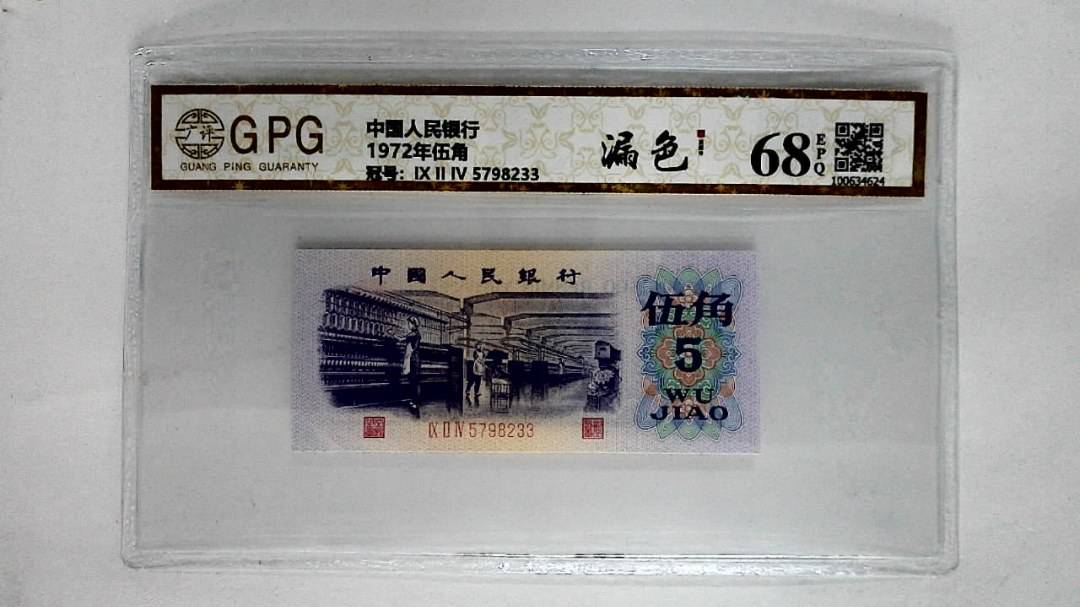 广评
GPG
GUANG PING GUARANTY
中国人民银行
1972年伍角
冠号: IX II IV 5798233
漏色
68
EPQ
100634624
中國人民銀行
伍角
5
WU
JIAO
IX II IV 5798233